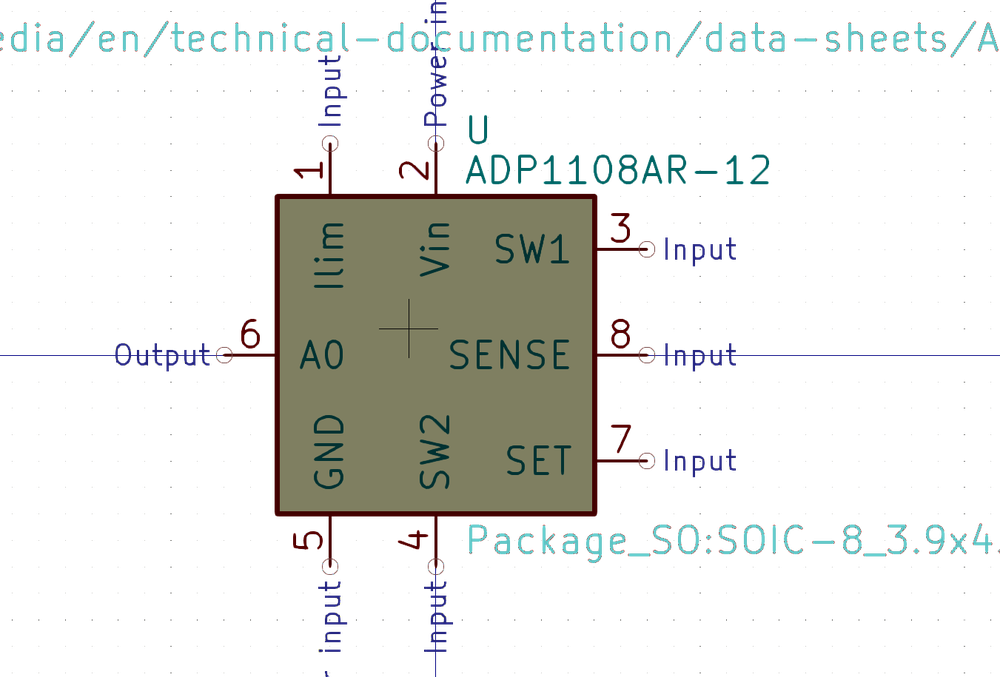 edia/en/technical-documentation/data-sheets/A
Input
Power in
U
ADP1108AR-12
1
2
Ilim
Vin
SW1
3
Input
Output
6
A0
SENSE
8
Input
GND
SW2
SET
7
Input
5
4
Package_SO:SOIC-8_3.9x4.
input
Input